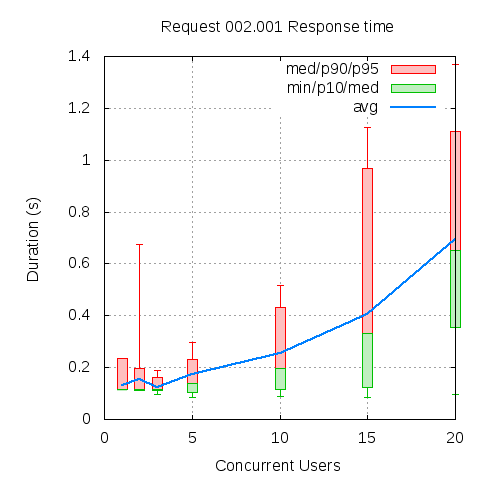 Request 002.001 Response time
med/p90/p95
min/p10/med
avg
Duration (s)
1.4
1.2
1
0.8
0.6
0.4
0.2
0
0 5 10 15 20
Concurrent Users